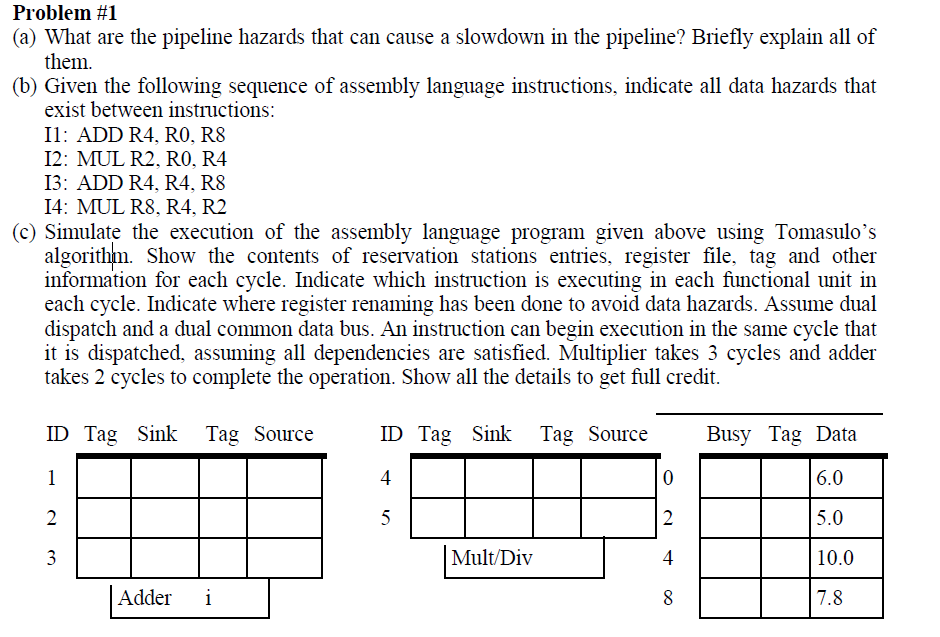 Problem #1
(a) What are the pipeline hazards that can cause a slowdown in the pipeline? Briefly explain all of
them.
(b) Given the following sequence of assembly language instructions, indicate all data hazards that
exist between instructions:
I1: ADD R4, R0, R8
I2: MUL R2, R0, R4
I3: ADD R4, R4, R8
I4: MUL R8, R4, R2
(c) Simulate the execution of the assembly language program given above using Tomasulo's
algorithm. Show the contents of reservation stations entries, register file, tag and other
information for each cycle. Indicate which instruction is executing in each functional unit in
each cycle. Indicate where register renaming has been done to avoid data hazards. Assume dual
dispatch and a dual common data bus. An instruction can begin execution in the same cycle that
it is dispatched, assuming all dependencies are satisfied. Multiplier takes 3 cycles and adder
takes 2 cycles to complete the operation. Show all the details to get full credit.
ID Tag Sink Tag Source ID Tag Sink Tag Source Busy Tag Data
1 4 0 6.0
2 5 2 5.0
3 Mult/Div 4 10.0
Adder i 8 7.8